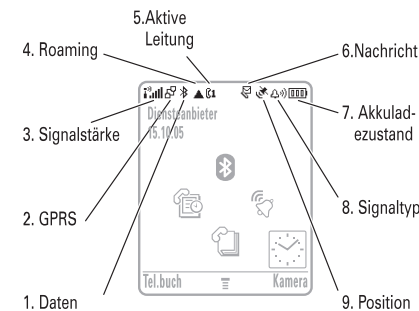 5.Aktive
Leitung
4. Roaming
6.Nachricht
3. Signalstärke
7. Akkulad-
ezustand
Diensteanbieter
15.10.05
2. GPRS
8. Signaltyp
Tel.buch
Kamera
1. Daten
9. Position